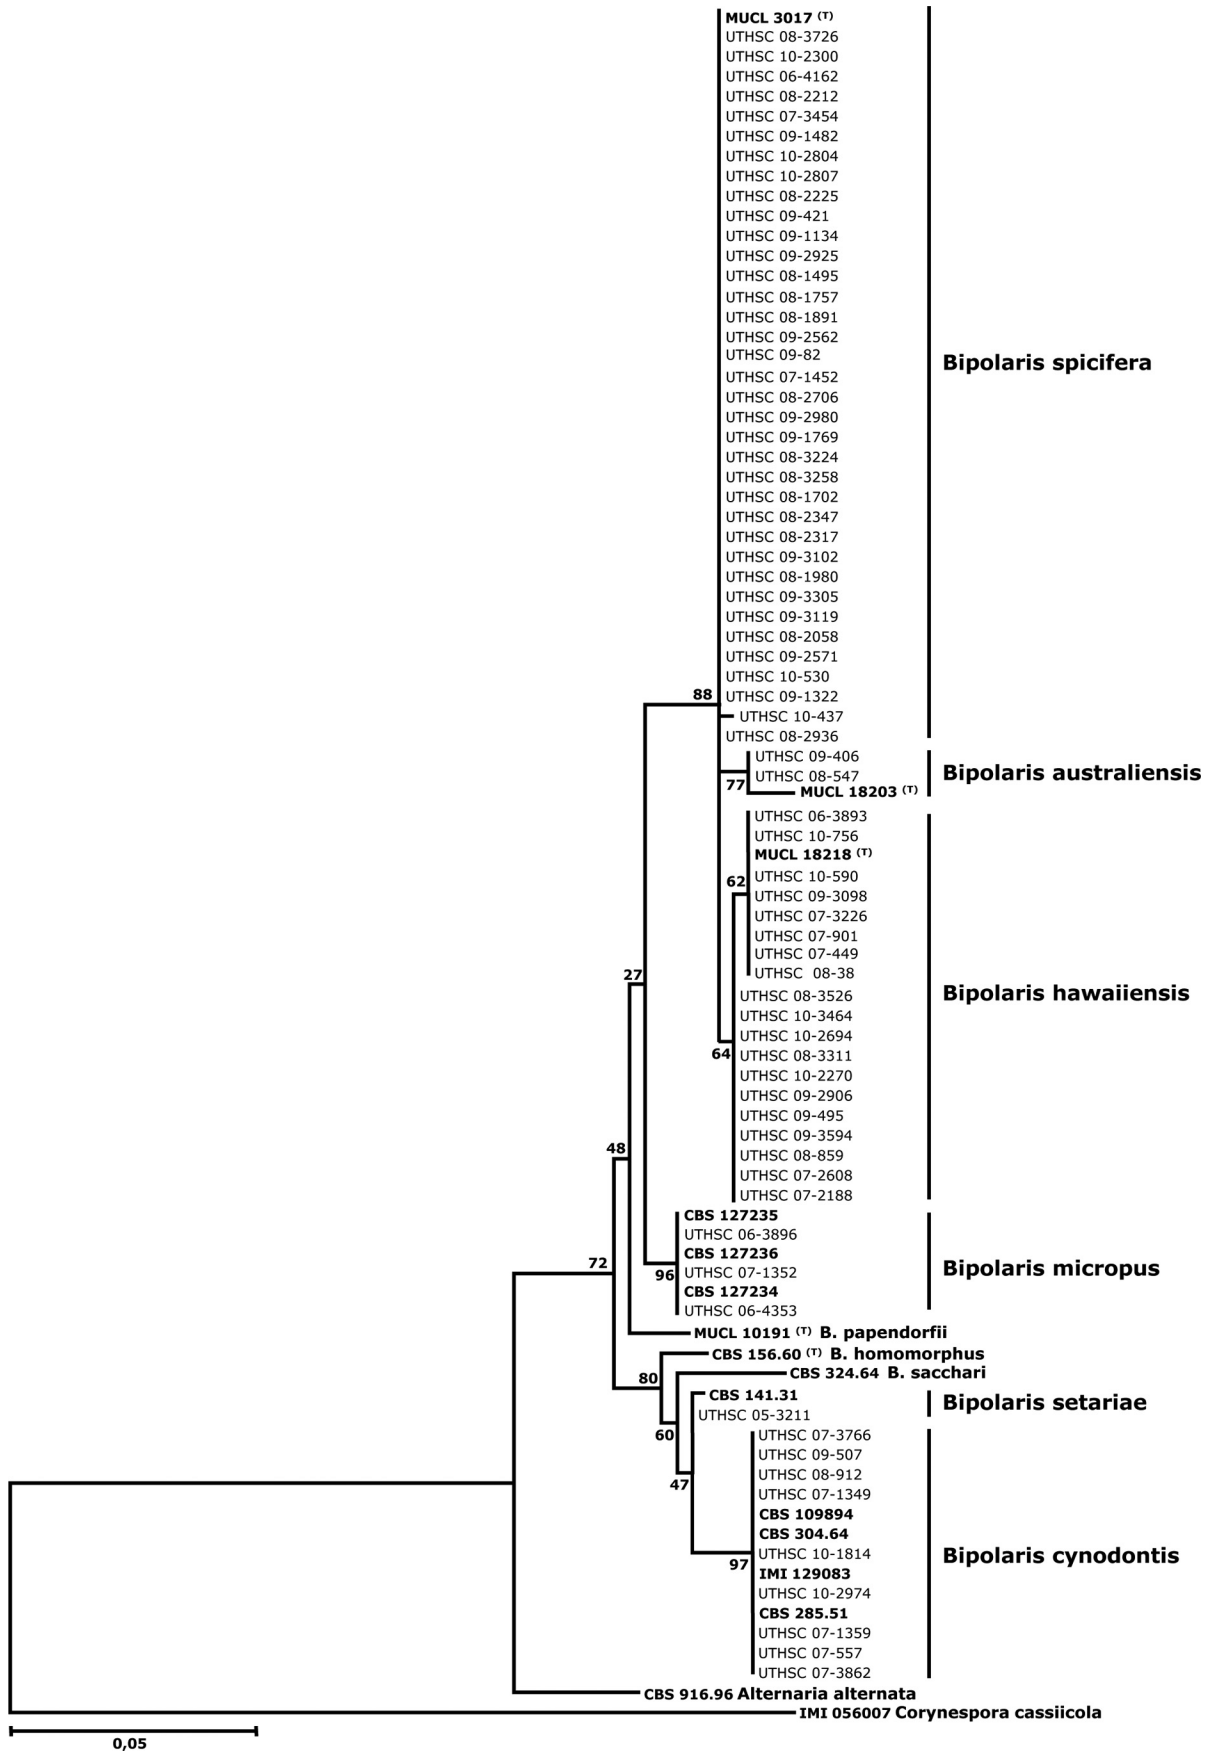 MUCL 3017 (T)
UTHSC 08-3726
UTHSC 10-2300
UTHSC 06-4162
UTHSC 08-2212
UTHSC 07-3454
UTHSC 09-1482
UTHSC 10-2804
UTHSC 10-2807
UTHSC 08-2225
UTHSC 09-421
UTHSC 09-1134
UTHSC 09-2925
UTHSC 08-1495
UTHSC 08-1757
UTHSC 08-1891
UTHSC 09-2562
UTHSC 09-82
Bipolaris spicifera
UTHSC 07-1452
UTHSC 08-2706
UTHSC 09-2980
UTHSC 09-1769
UTHSC 08-3224
UTHSC 08-3258
UTHSC 08-1702
UTHSC 08-2347
UTHSC 08-2317
UTHSC 09-3102
UTHSC 08-1980
UTHSC 09-3305
UTHSC 09-3119
UTHSC 08-2058
UTHSC 09-2571
UTHSC 10-530
88
UTHSC 09-1322
UTHSC 10-437
UTHSC 08-2936
UTHSC 09-406
Bipolaris australiensis
UTHSC 08-547
77
MUCL 18203 (T)
UTHSC 06-3893
UTHSC 10-756
MUCL 18218 (T)
UTHSC 10-590
62
UTHSC 09-3098
UTHSC 07-3226
UTHSC 07-901
UTHSC 07-449
UTHSC 08-38
27
Bipolaris hawaiiensis
UTHSC 08-3526
UTHSC 10-3464
UTHSC 10-2694
64
UTHSC 08-3311
UTHSC 10-2270
UTHSC 09-2906
UTHSC 09-495
UTHSC 09-3594
48
UTHSC 08-859
UTHSC 07-2608
UTHSC 07-2188
CBS 127235
UTHSC 06-3896
CBS 127236
72
Bipolaris micropus
96
UTHSC 07-1352
CBS 127234
UTHSC 06-4353
MUCL 10191 (T) B. papendorfii
CBS 156.60 (T) B. homomorphus
CBS 324.64 B. sacchari
80
CBS 141.31
Bipolaris setariae
UTHSC 05-3211
60
UTHSC 07-3766
UTHSC 09-507
UTHSC 08-912
47
UTHSC 07-1349
CBS 109894
CBS 304.64
UTHSC 10-1814
Bipolaris cynodontis
97
IMI 129083
UTHSC 10-2974
CBS 285.51
UTHSC 07-1359
UTHSC 07-557
UTHSC 07-3862
CBS 916.96 Alternaria alternata
IMI 056007 Corynespora cassiicola
0,05